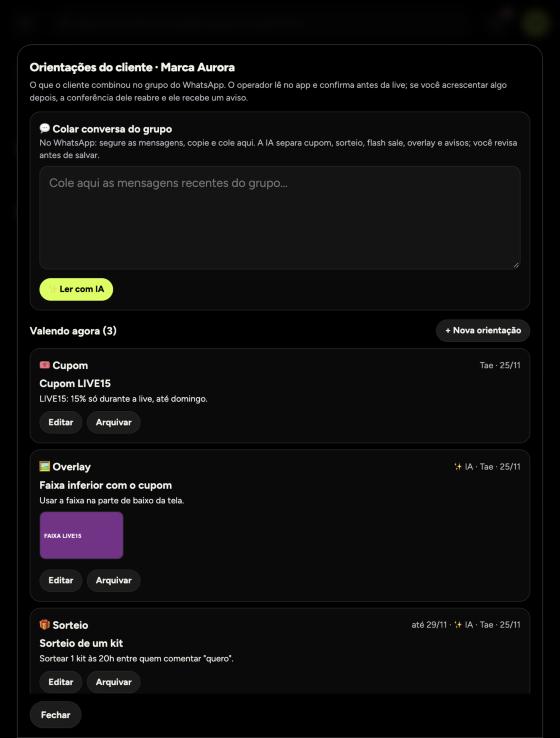 Orientações do cliente · Marca Aurora
O que o cliente combinou no grupo do WhatsApp. O operador lê no app e confirma antes da live; se você acrescentar algo
depois, a conferência dele reabre e ele recebe um aviso.
💬 Colar conversa do grupo
No WhatsApp: segure as mensagens, copie e cole aqui. A IA separa cupom, sorteio, flash sale, overlay e avisos; você revisa
antes de salvar.
Cole aqui as mensagens recentes do grupo...
Ler com IA
Valendo agora (3)
+ Nova orientação
🎟️ Cupom
Tae · 25/11
Cupom LIVE15
LIVE15: 15% só durante a live, até domingo.
Editar
Arquivar
🖼️ Overlay
✨ IA · Tae · 25/11
Faixa inferior com o cupom
Usar a faixa na parte de baixo da tela.
FAIXA LIVE15
Editar
Arquivar
🎁 Sorteio
até 29/11 · ✨ IA · Tae · 25/11
Sorteio de um kit
Sortear 1 kit às 20h entre quem comentar "quero".
Editar
Arquivar
Fechar